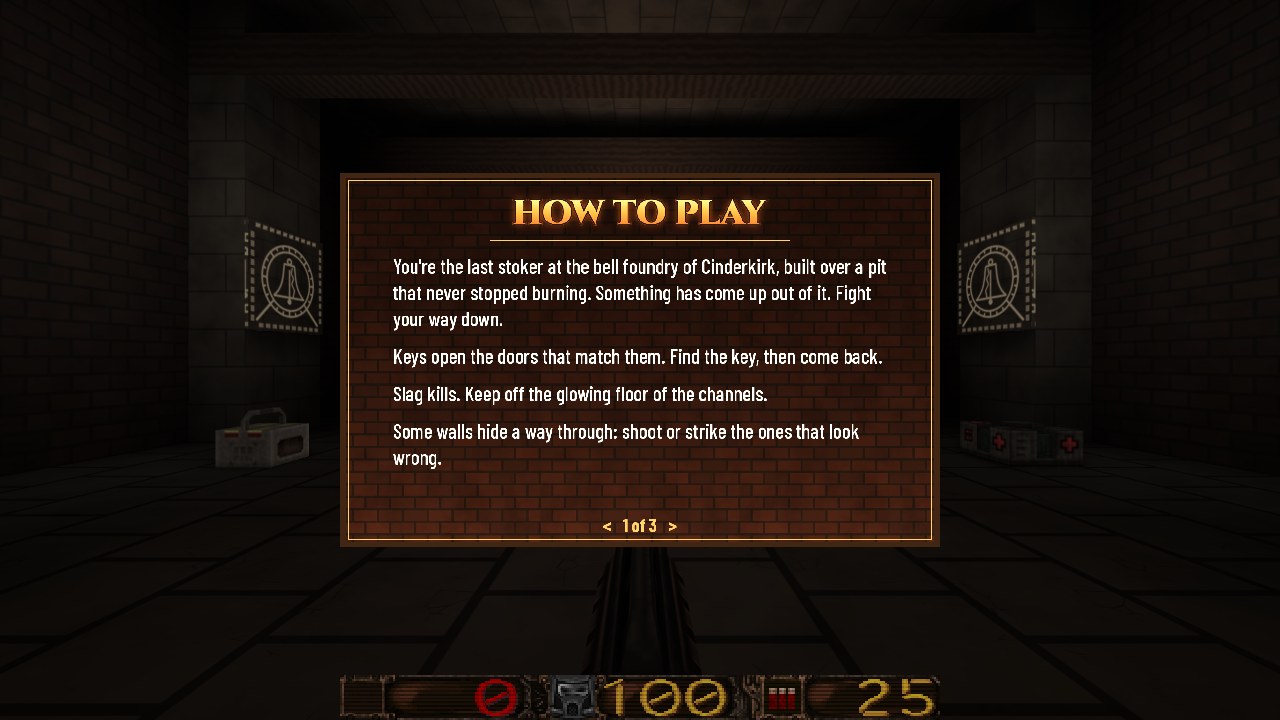 HOW TO PLAY
You're the last stoker at the bell foundry of Cinderkirk, built over a pit
that never stopped burning. Something has come up out of it. Fight
your way down.
Keys open the doors that match them. Find the key, then come back.
Slag kills. Keep off the glowing floor of the channels.
Some walls hide a way through: shoot or strike the ones that look
wrong.
< 1 of 3 >
0 100 25